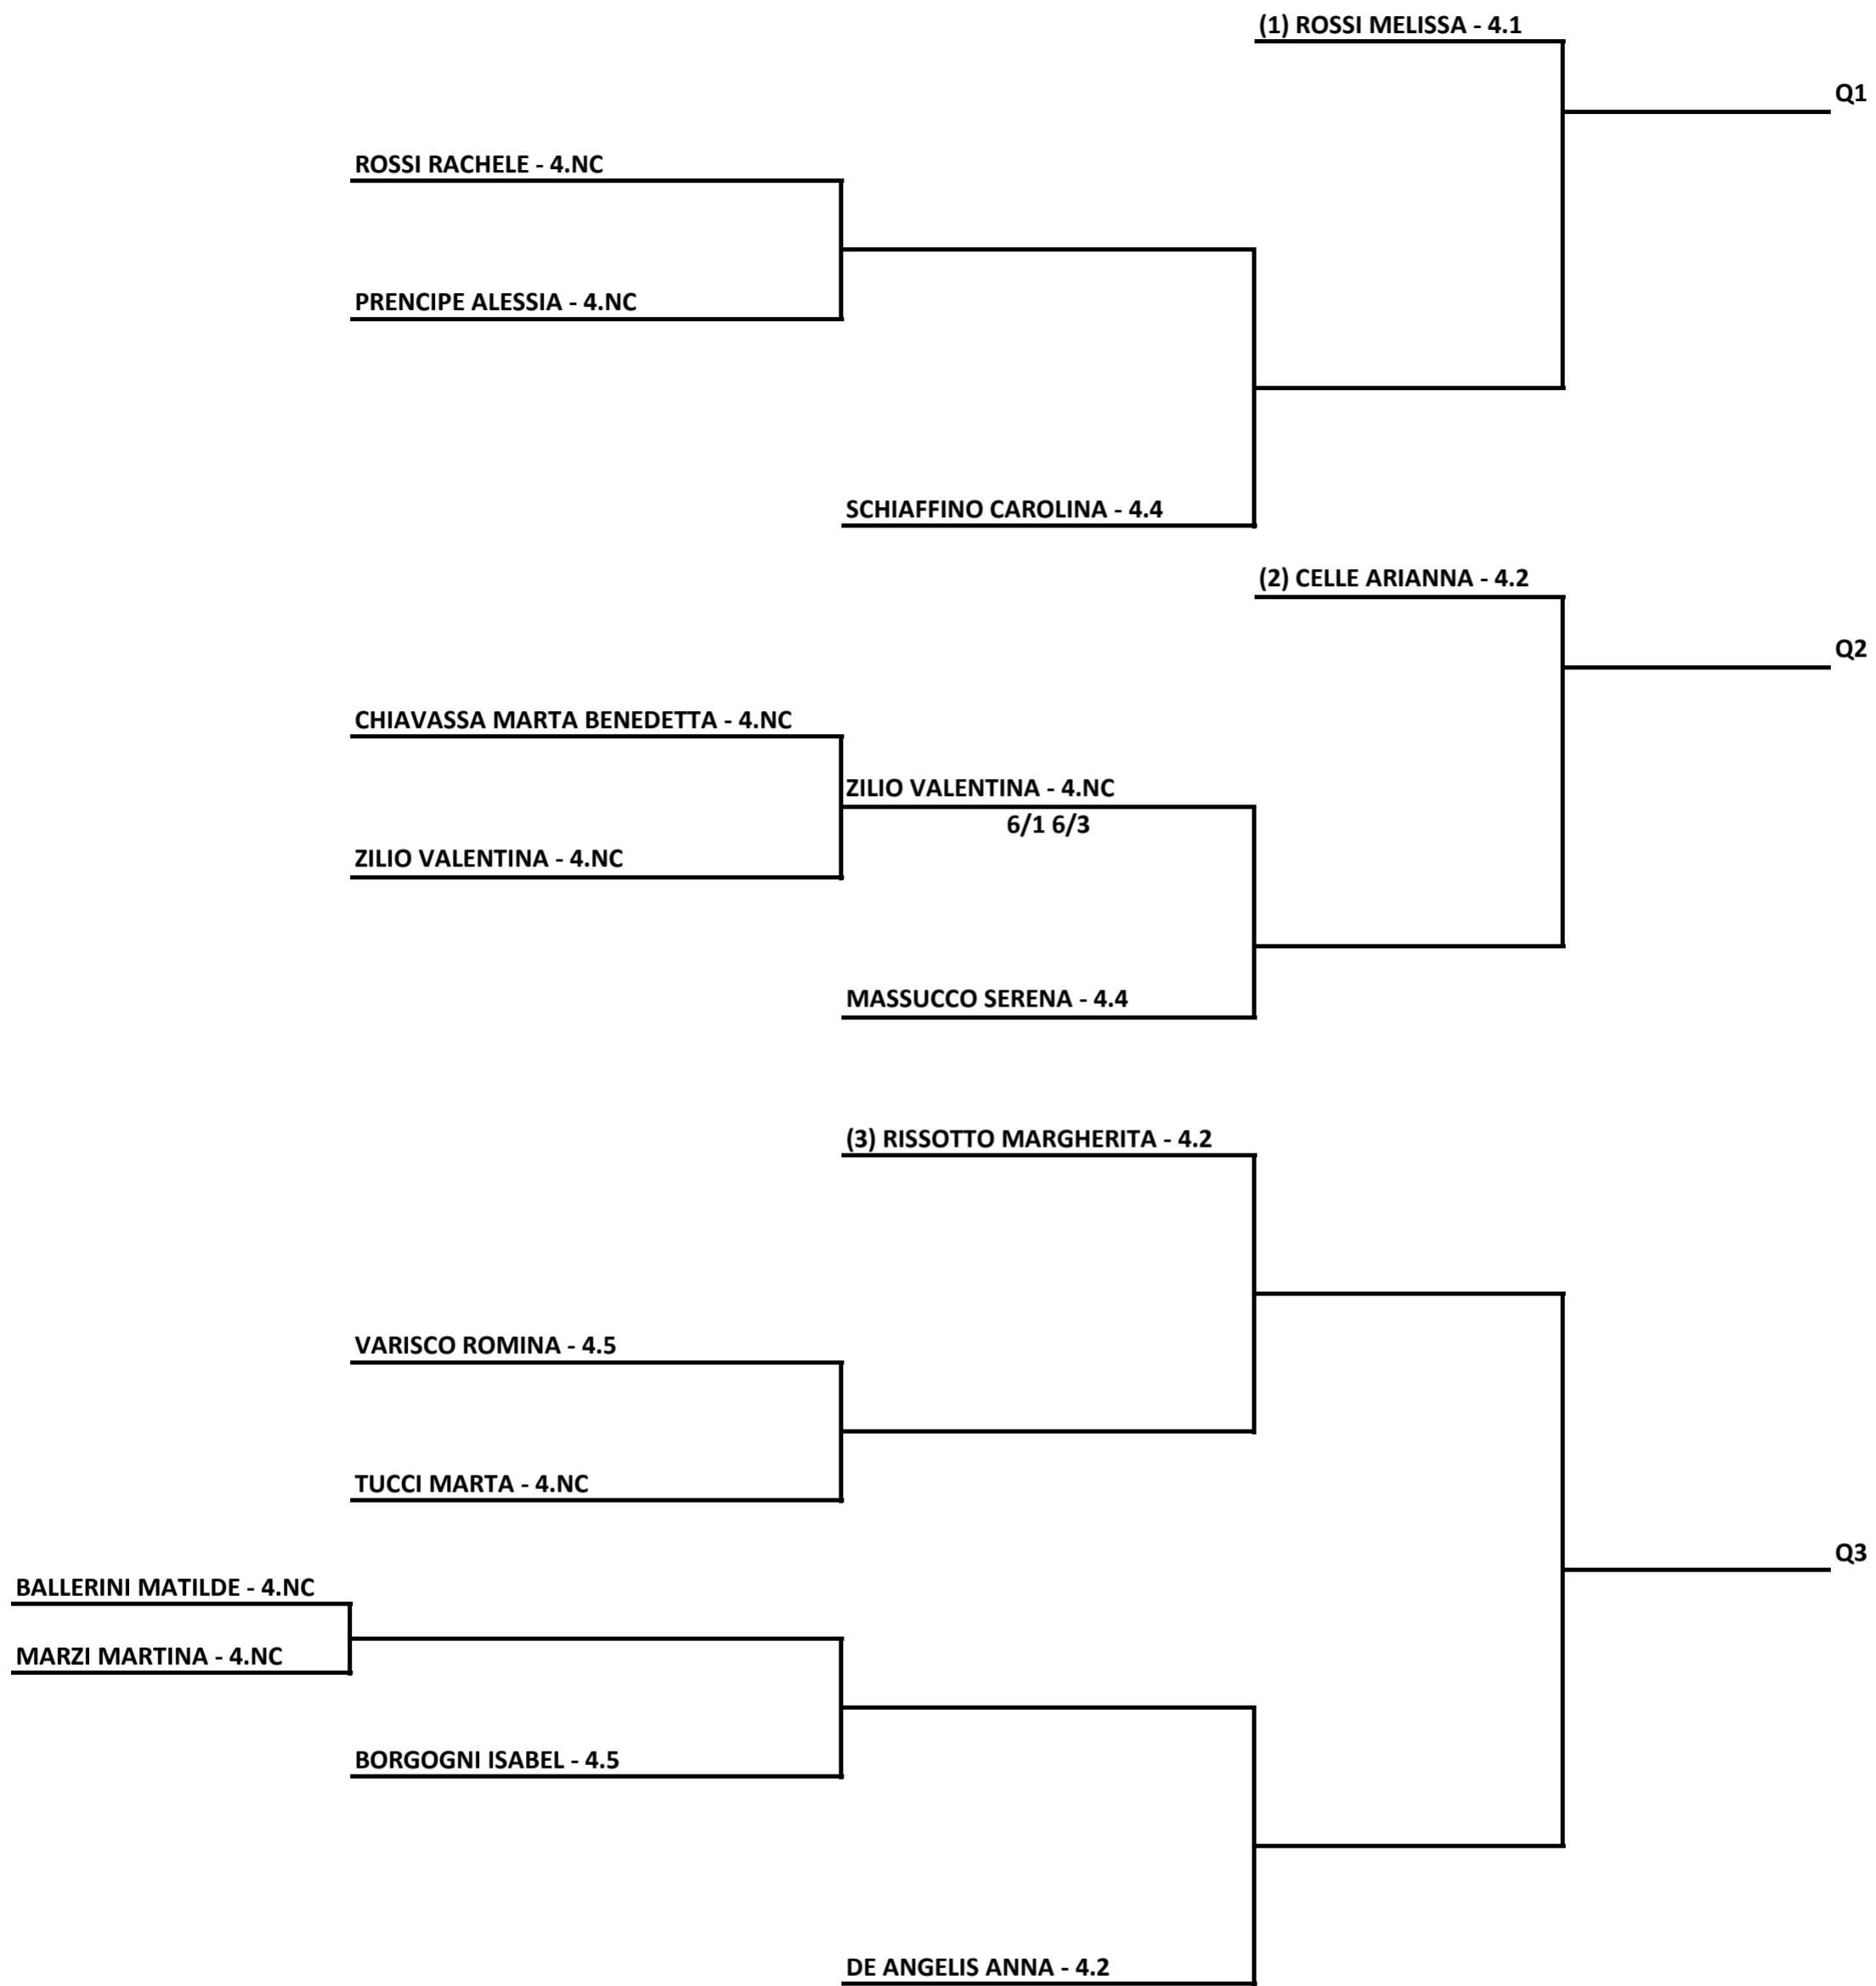 (1) ROSSI MELISSA - 4.1
Q1
ROSSI RACHELE - 4.NC
PRENCIPE ALESSIA - 4.NC
SCHIAFFINO CAROLINA - 4.4
(2) CELLE ARIANNA - 4.2
Q2
CHIAVASSA MARTA BENEDETTA - 4.NC
ZILIO VALENTINA - 4.NC
6/1 6/3
ZILIO VALENTINA - 4.NC
MASSUCCO SERENA - 4.4
(3) RISSOTTO MARGHERITA - 4.2
VARISCO ROMINA - 4.5
TUCCI MARTA - 4.NC
Q3
BALLERINI MATILDE - 4.NC
MARZI MARTINA - 4.NC
BORGOGNI ISABEL - 4.5
DE ANGELIS ANNA - 4.2